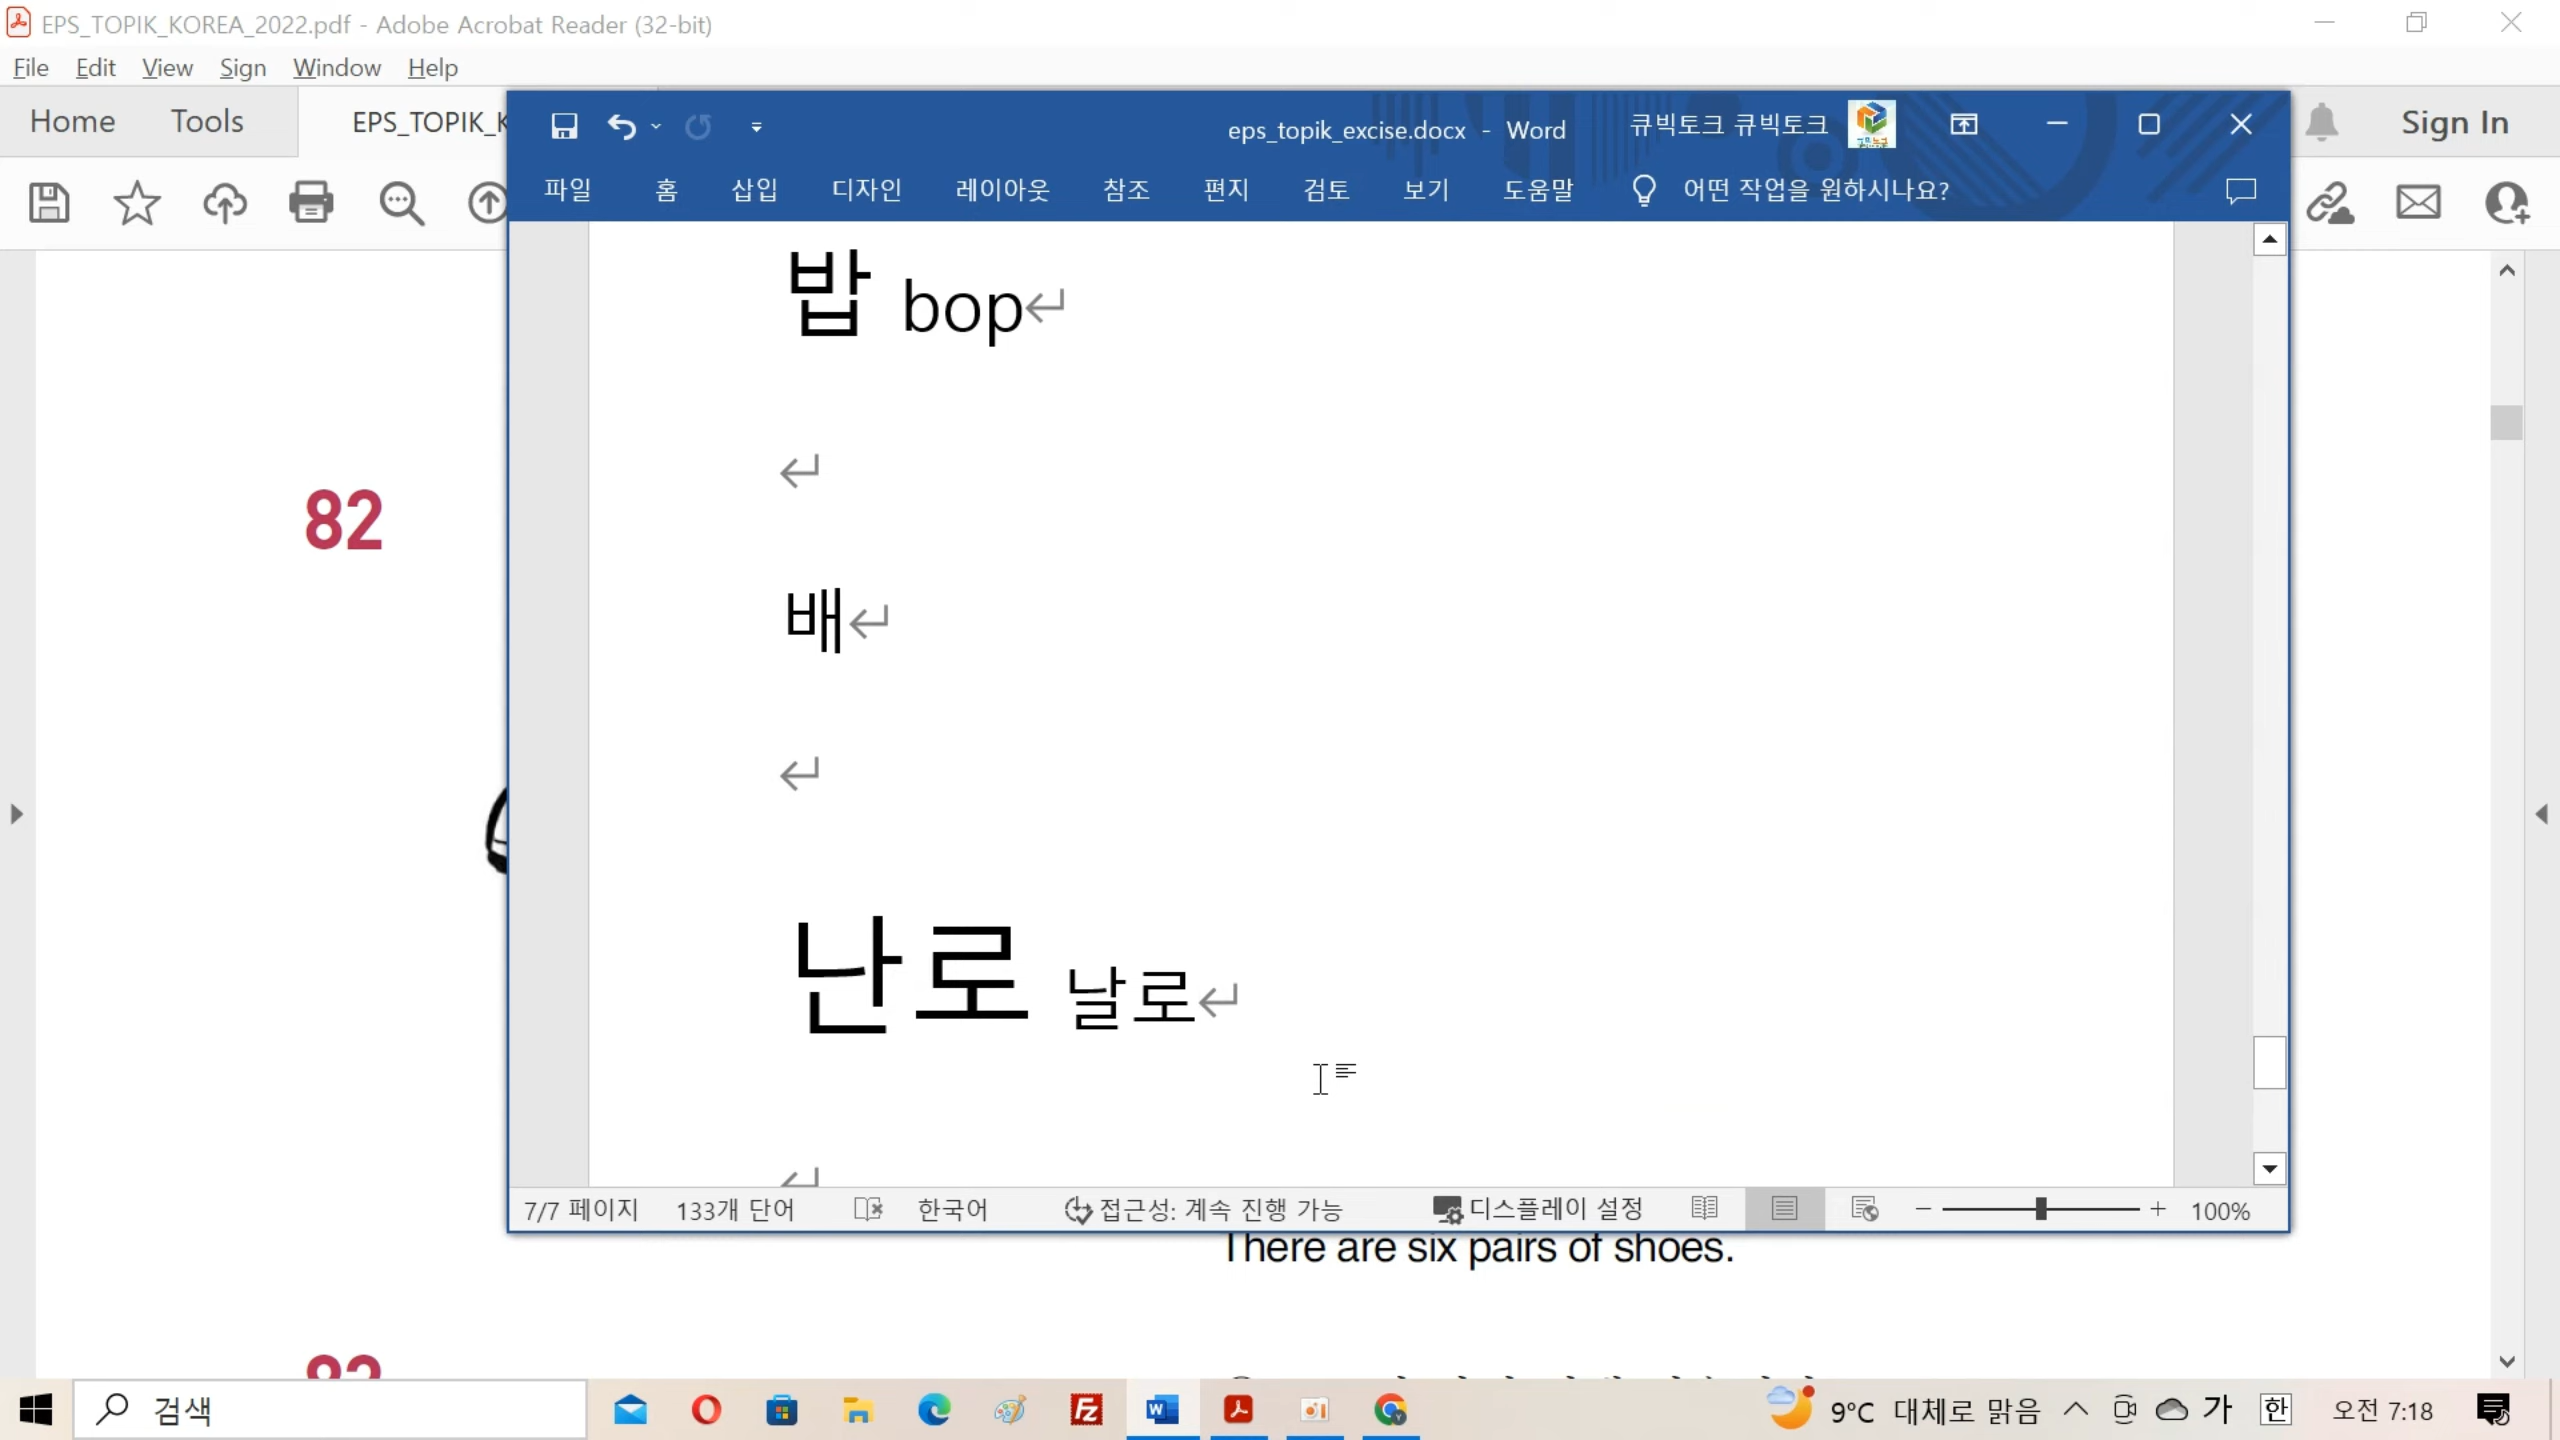 EPS_TOPIK_KOREA_2022.pdf - Adobe Acrobat Reader (32-bit)
File Edit View Sign Window Help
Home Tools EPS_TOPIK_ Sign In
eps_topik_excise.docx - Word 큐빅토크 큐빅토크
파일 홈 삽입 디자인 레이아웃 참조 편지 검토 보기 도움말 어떤 작업을 원하시나요?
밥 bop
82
배
난로 날로
7/7 페이지 133개 단어 한국어 접근성: 계속 진행 가능 디스플레이 설정 100%
There are six pairs of shoes.
검색 9°C 대체로 맑음 가 한 오전 7:18